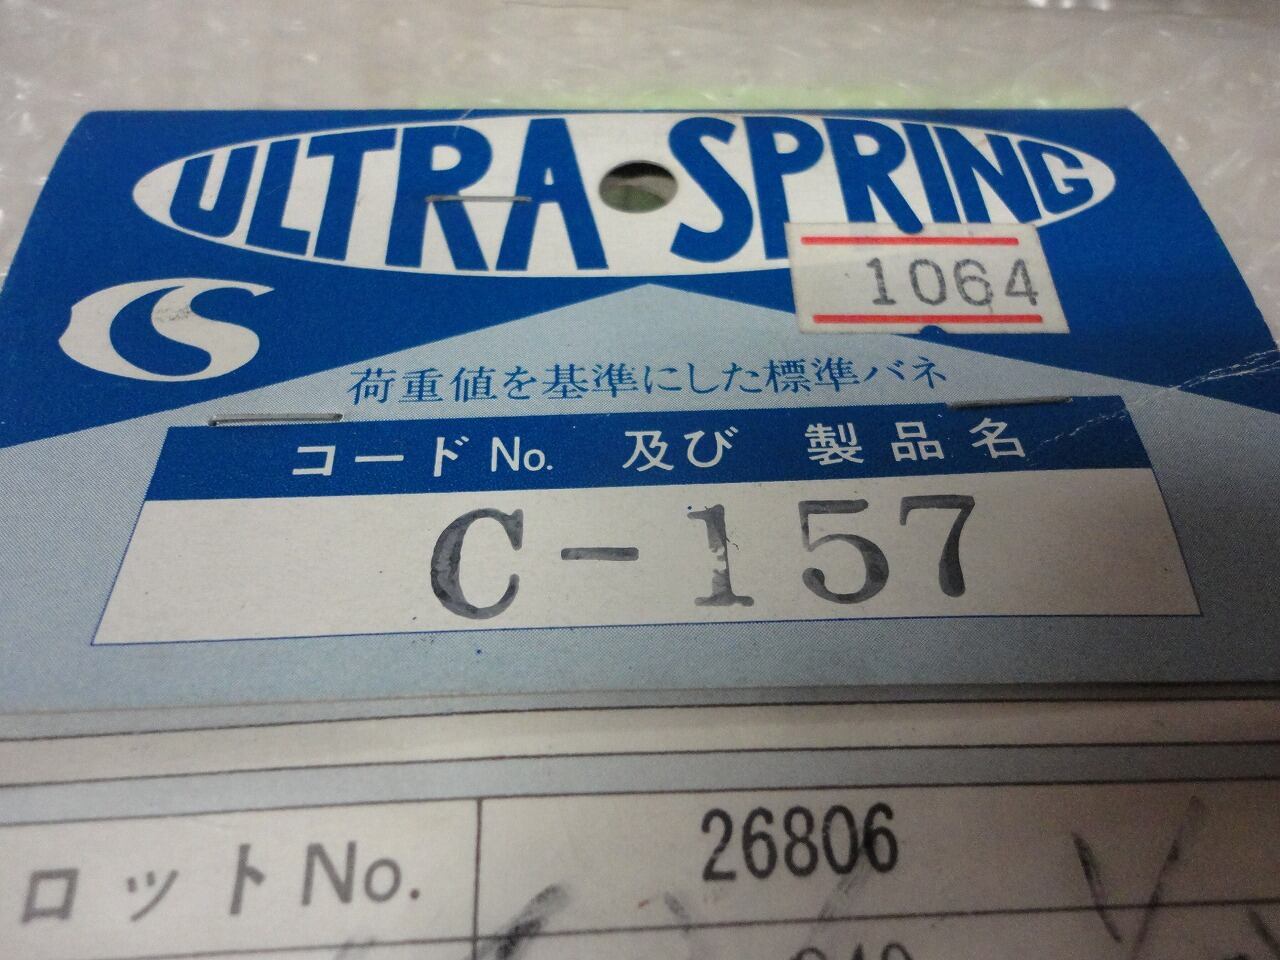 ULTRA SPRING
1064
CS
荷重値を基準にした標準バネ
コードNo. 及び 製品名
C-157
ロットNo. 26806